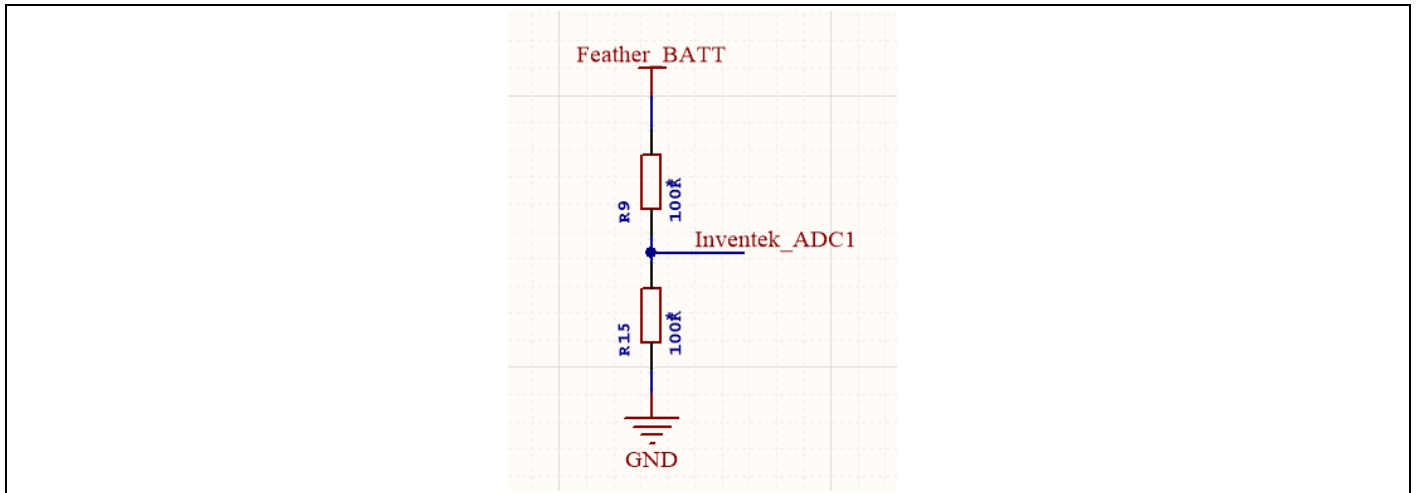 Feather_BATT
R9
100K
Inventek_ADC1
R15
100K
GND